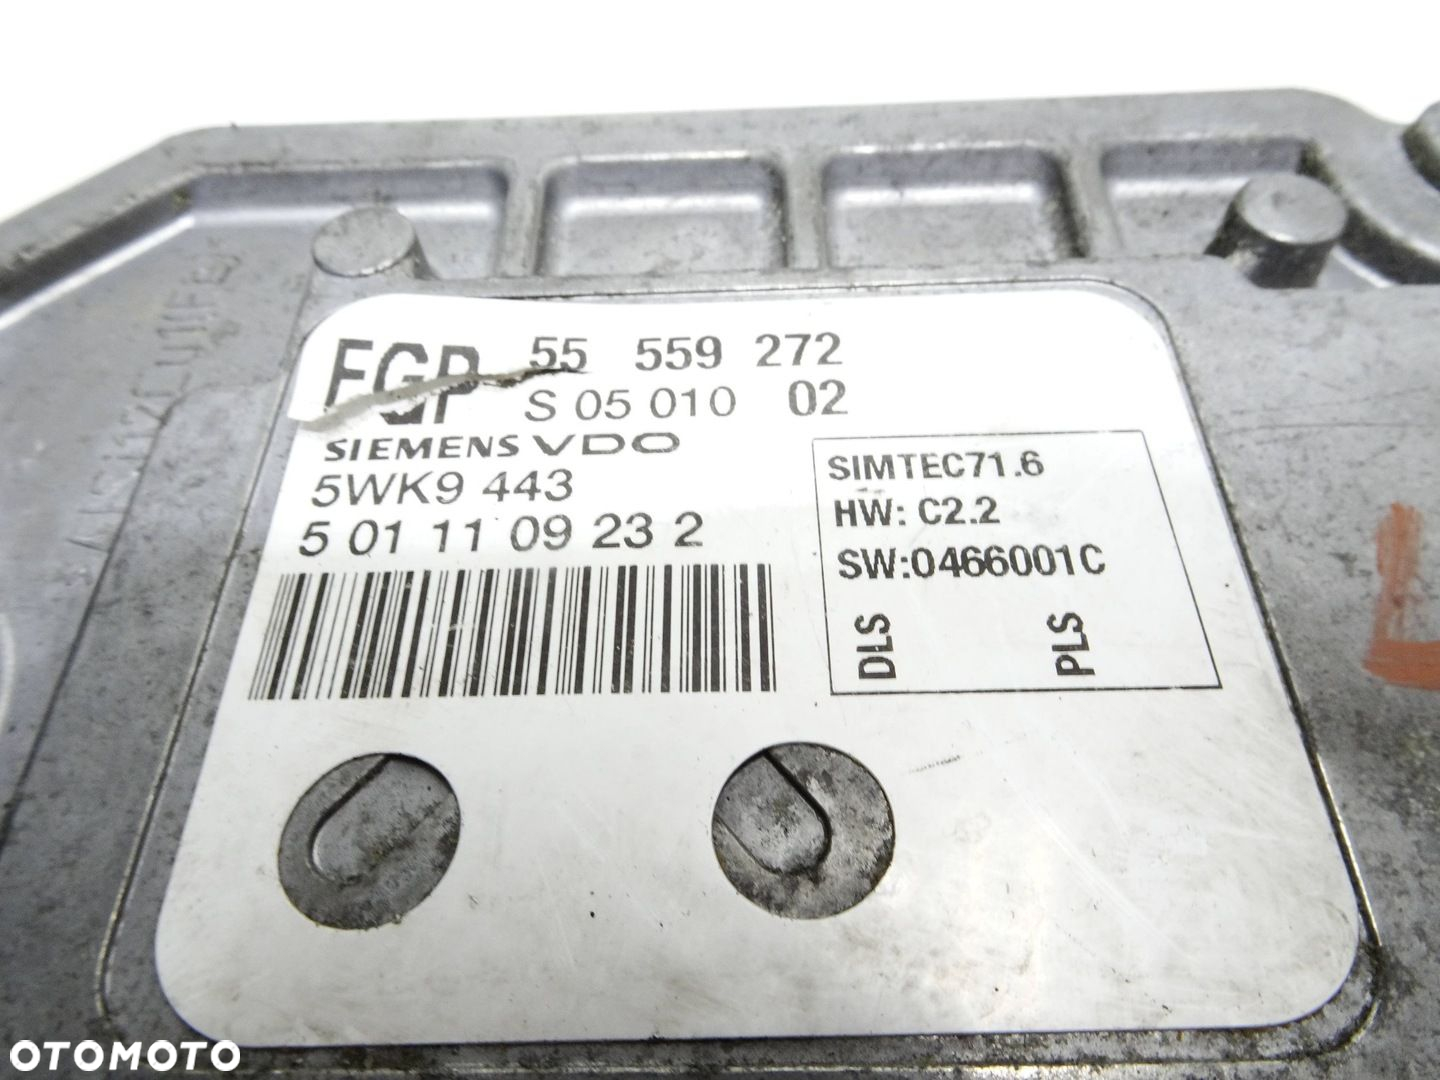 FGP 55 559 272
S 05 010 02
SIEMENS VDO
5WK9 443
5 01 11 09 23 2
SIMTEC71.6
HW: C2.2
SW:0466001C
DLS
PLS
OTOMOTO